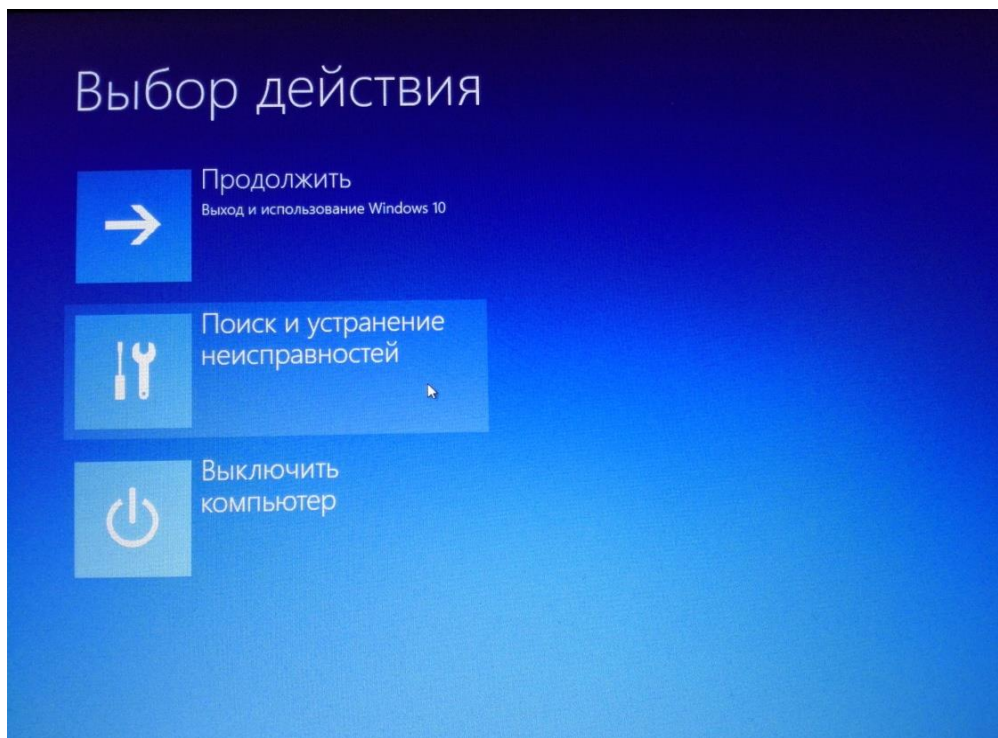 Выбор действия
Продолжить
Выход и использование Windows 10
Поиск и устранение
неисправностей
Выключить
компьютер